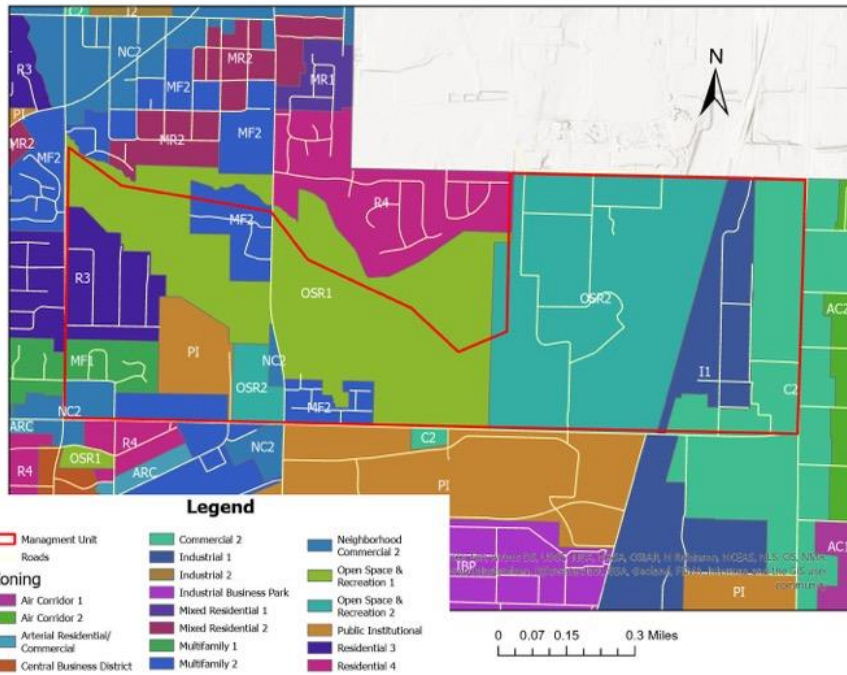 C2
I2
NC2
MR2
R3
MF2
MR1
N
PI
MR2
MF2
MR2
MF2
R4
MF2
R3
OSR1
OSR2
AC2
PI
NC2
MF1
OSR2
I1
C2
NC2
MF2
ARC
R4
C2
NC2
OSR1
R4
ARC
PI
IBP
AC1
PI
community
Legend
Managment Unit
Roads
oning
Air Corridor 1
Air Corridor 2
Arterial Residential/
Commercial
Central Business District
Commercial 2
Industrial 1
Industrial 2
Industrial Business Park
Mixed Residential 1
Mixed Residential 2
Multifamily 1
Multifamily 2
Neighborhood
Commercial 2
Open Space &
Recreation 1
Open Space &
Recreation 2
Public Institutional
Residential 3
Residential 4
0 0.07 0.15 0.3 Miles